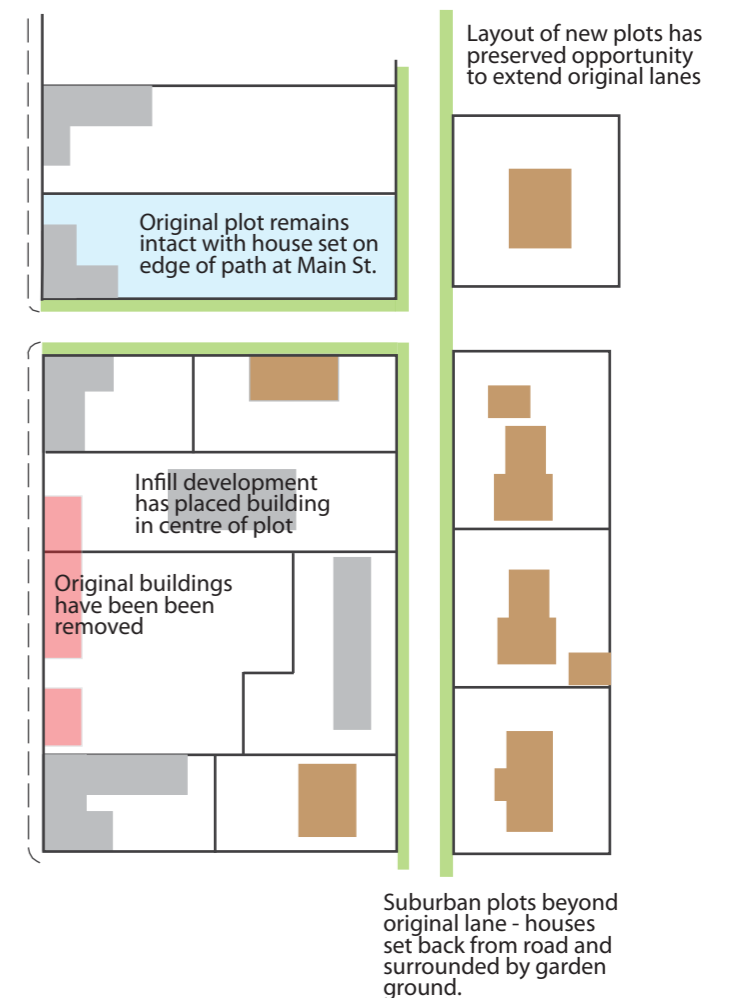 Layout of new plots has
preserved opportunity
to extend original lanes
Original plot remains
intact with house set on
edge of path at Main St.
Infill development
has placed building
in centre of plot
Original buildings
have been been
removed
Suburban plots beyond
original lane - houses
set back from road and
surrounded by garden
ground.